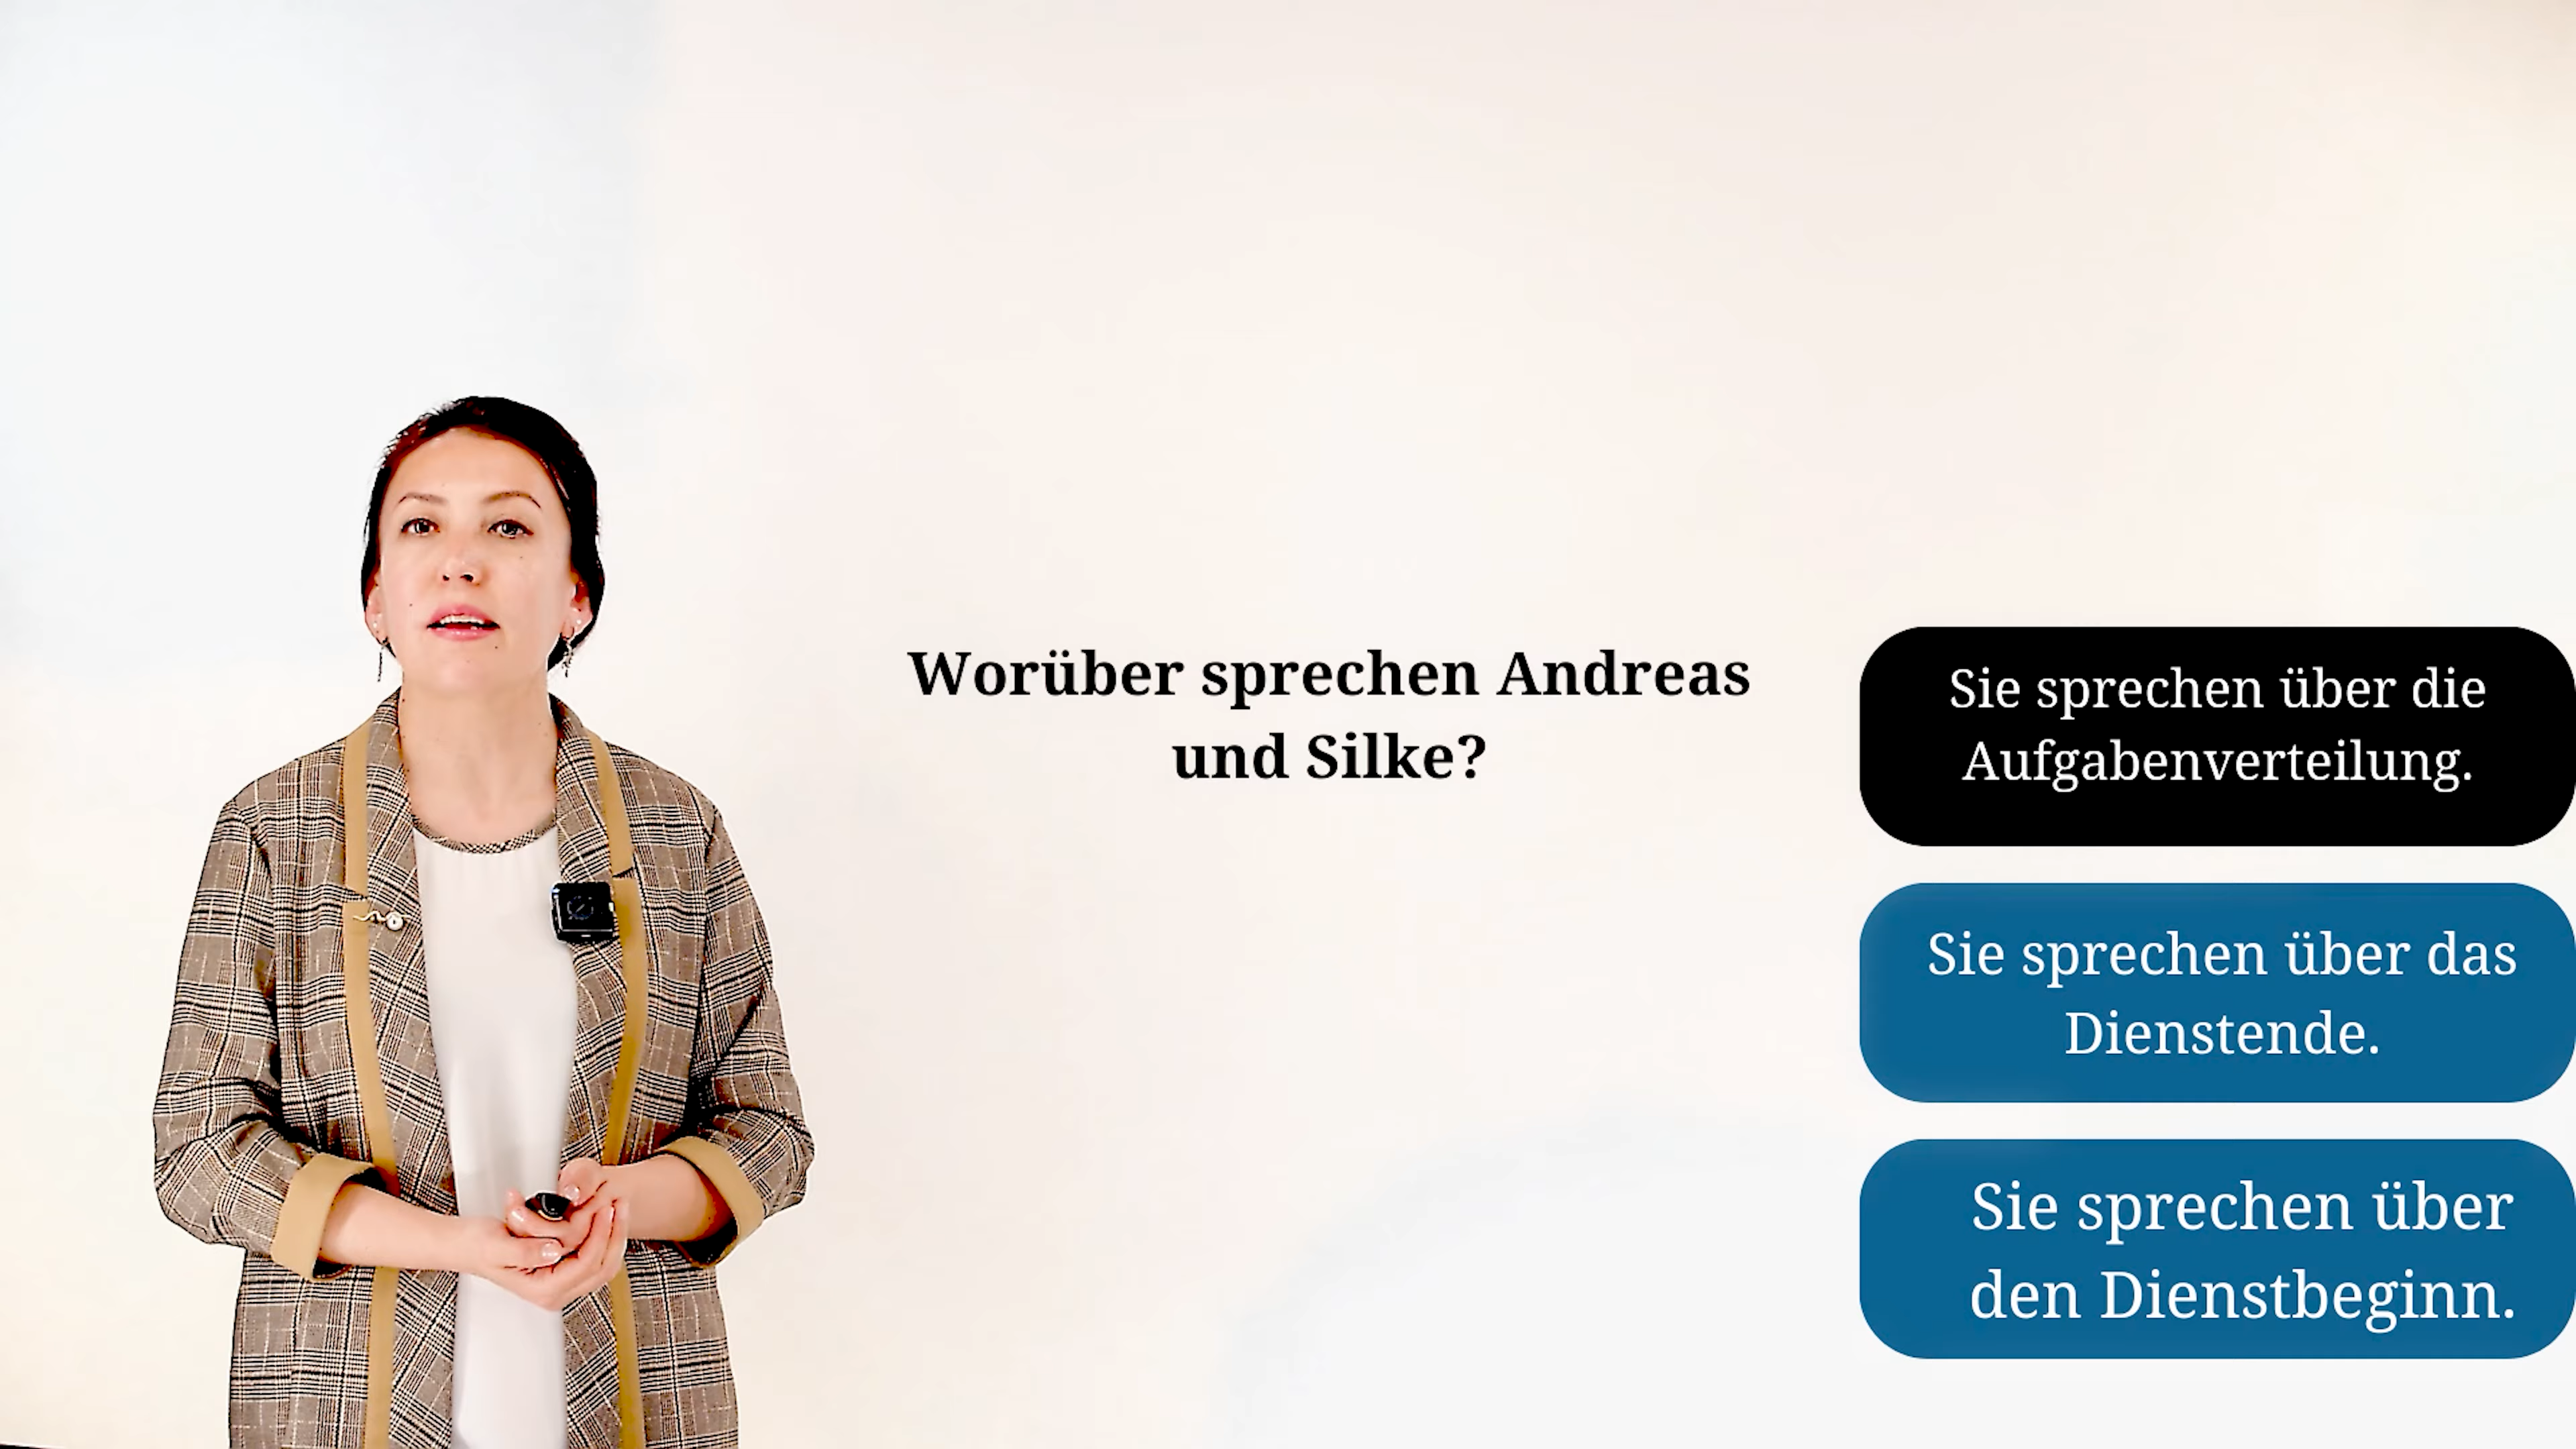 Worüber sprechen Andreas
und Silke?
Sie sprechen über die
Aufgabenverteilung.
Sie sprechen über das
Dienstende.
Sie sprechen über
den Dienstbeginn.